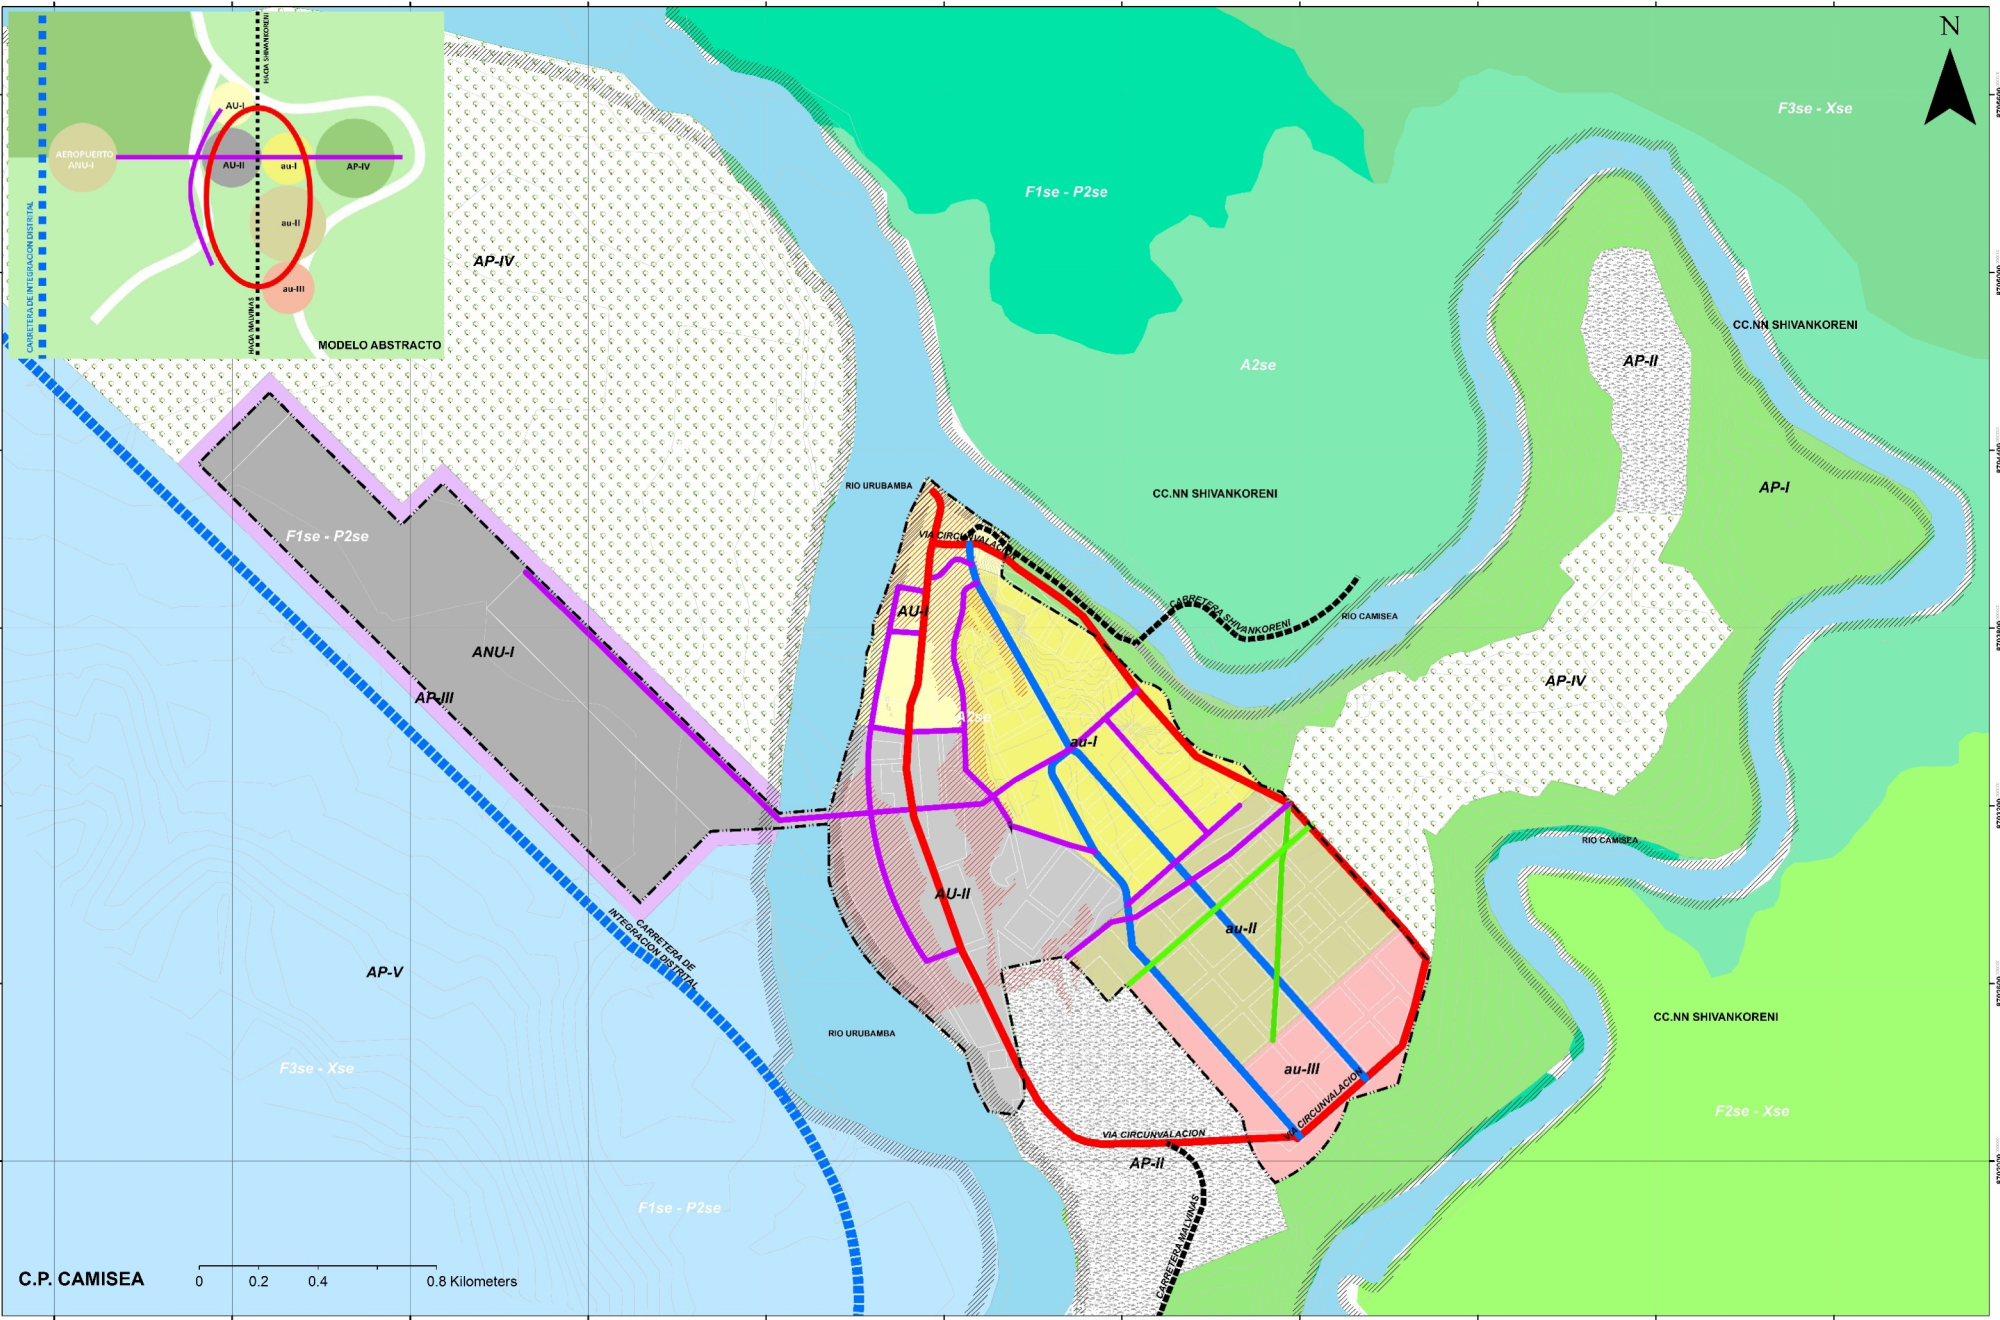 HACIA SHIVANKORENI
N
AU-I
AEROPUERTO
ANU-I
AU-II
au-I
AP-IV
au-II
au-III
CARRETERA DE INTEGRACION DISTRITAL
HACIA MALVINAS
MODELO ABSTRACTO
F3se - Xse
F1se - P2se
AP-IV
CC.NN SHIVANKORENI
AP-II
A2se
RIO URUBAMBA
CC.NN SHIVANKORENI
AP-I
F1se - P2se
VIA CIRCUNVALACION
AU-I
CARRETERA SHIVANKORENI
RIO CAMISEA
ANU-I
AP-III
AP-IV
A2se
au-I
RIO CAMISEA
AU-II
au-II
CARRETERA DE
INTEGRACION DISTRITAL
AP-V
RIO URUBAMBA
CC.NN SHIVANKORENI
F3se - Xse
au-III
VIA CIRCUNVALACION
F2se - Xse
VIA CIRCUNVALACION
AP-II
F1se - P2se
CARRETERA MALVINAS
C.P. CAMISEA
0 0.2 0.4 0.8 Kilometers